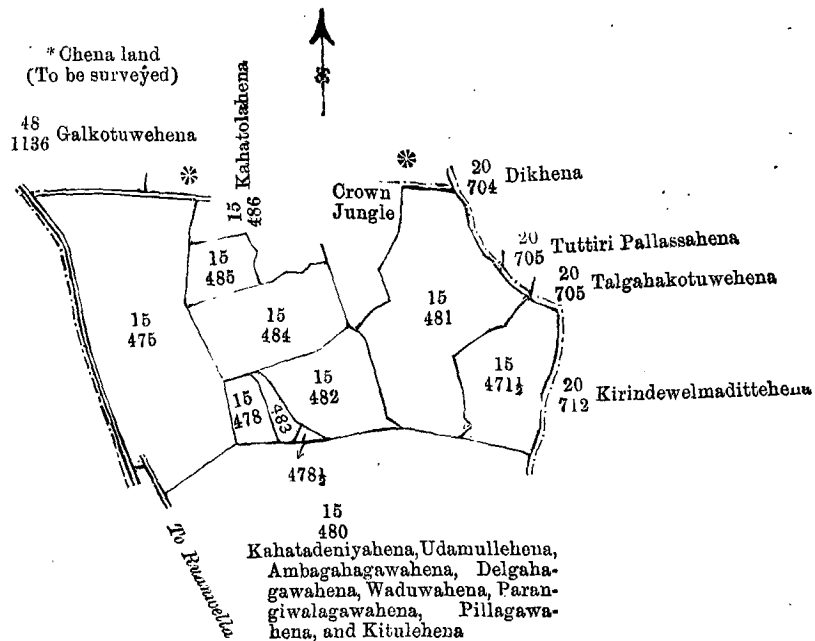 * Chena land
(To be surveyed)
48
1136 Galkotuwehena
15
486 Kahatolahena
Crown
Jungle
20
704 Dikhena
20
705 Tuttiri Pallassahena
20
705 Talgahakotuwehena
15
485
15
475
15
484
15
481
15
471½
20
712 Kirindewelmadittehena
15
478
483
15
482
478½
15
480
To Ruanwella
Kahatadeniyahena, Udamullehena,
Ambagahagawahena, Delgaha-
gawahena, Waduwahena, Paran-
giwalagawahena, Pillagawa-
hena, and Kitulehena